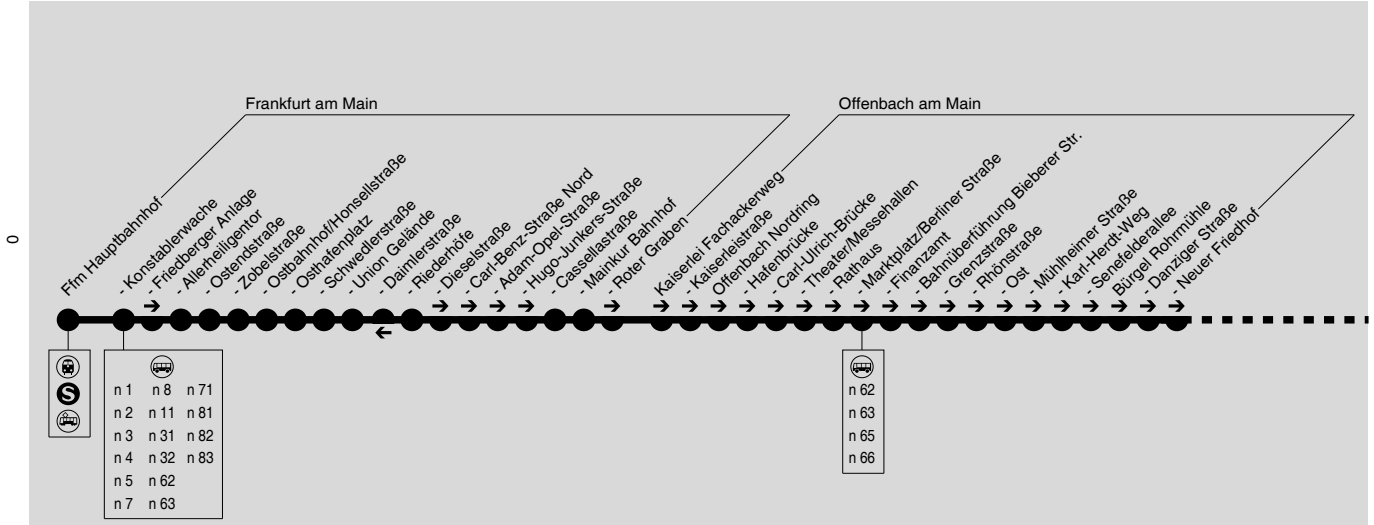 Frankfurt am Main
Offenbach am Main
Ffm Hauptbahnhof
- Konstablerwache
- Friedberger Anlage
- Allerheiligentor
- Ostendstraße
- Zobelstraße
- Ostbahnhof/Honsellstraße
- Osthafenplatz
- Schwedlerstraße
- Union Gelände
- Daimlerstraße
- Riederhöfe
- Dieselstraße
- Carl-Benz-Straße Nord
- Adam-Opel-Straße
- Hugo-Junkers-Straße
- Cassellastraße
- Mainkur Bahnhof
- Roter Graben
Kaiserlei Fachackerweg
- Kaiserleistraße
Offenbach Nordring
- Hafenbrücke
- Carl-Ulrich-Brücke
- Theater/Messehallen
- Rathaus
- Marktplatz/Berliner Straße
- Finanzamt
- Bahnüberführung Bieberer Str.
- Grenzstraße
- Rhönstraße
- Ost
- Mühlheimer Straße
- Karl-Herdt-Weg
- Senefelderallee
Bürgel Rohrmühle
- Danziger Straße
- Neuer Friedhof
0
S
n 1 n 8 n 71
n 2 n 11 n 81
n 3 n 31 n 82
n 4 n 32 n 83
n 5 n 62
n 7 n 63
n 62
n 63
n 65
n 66